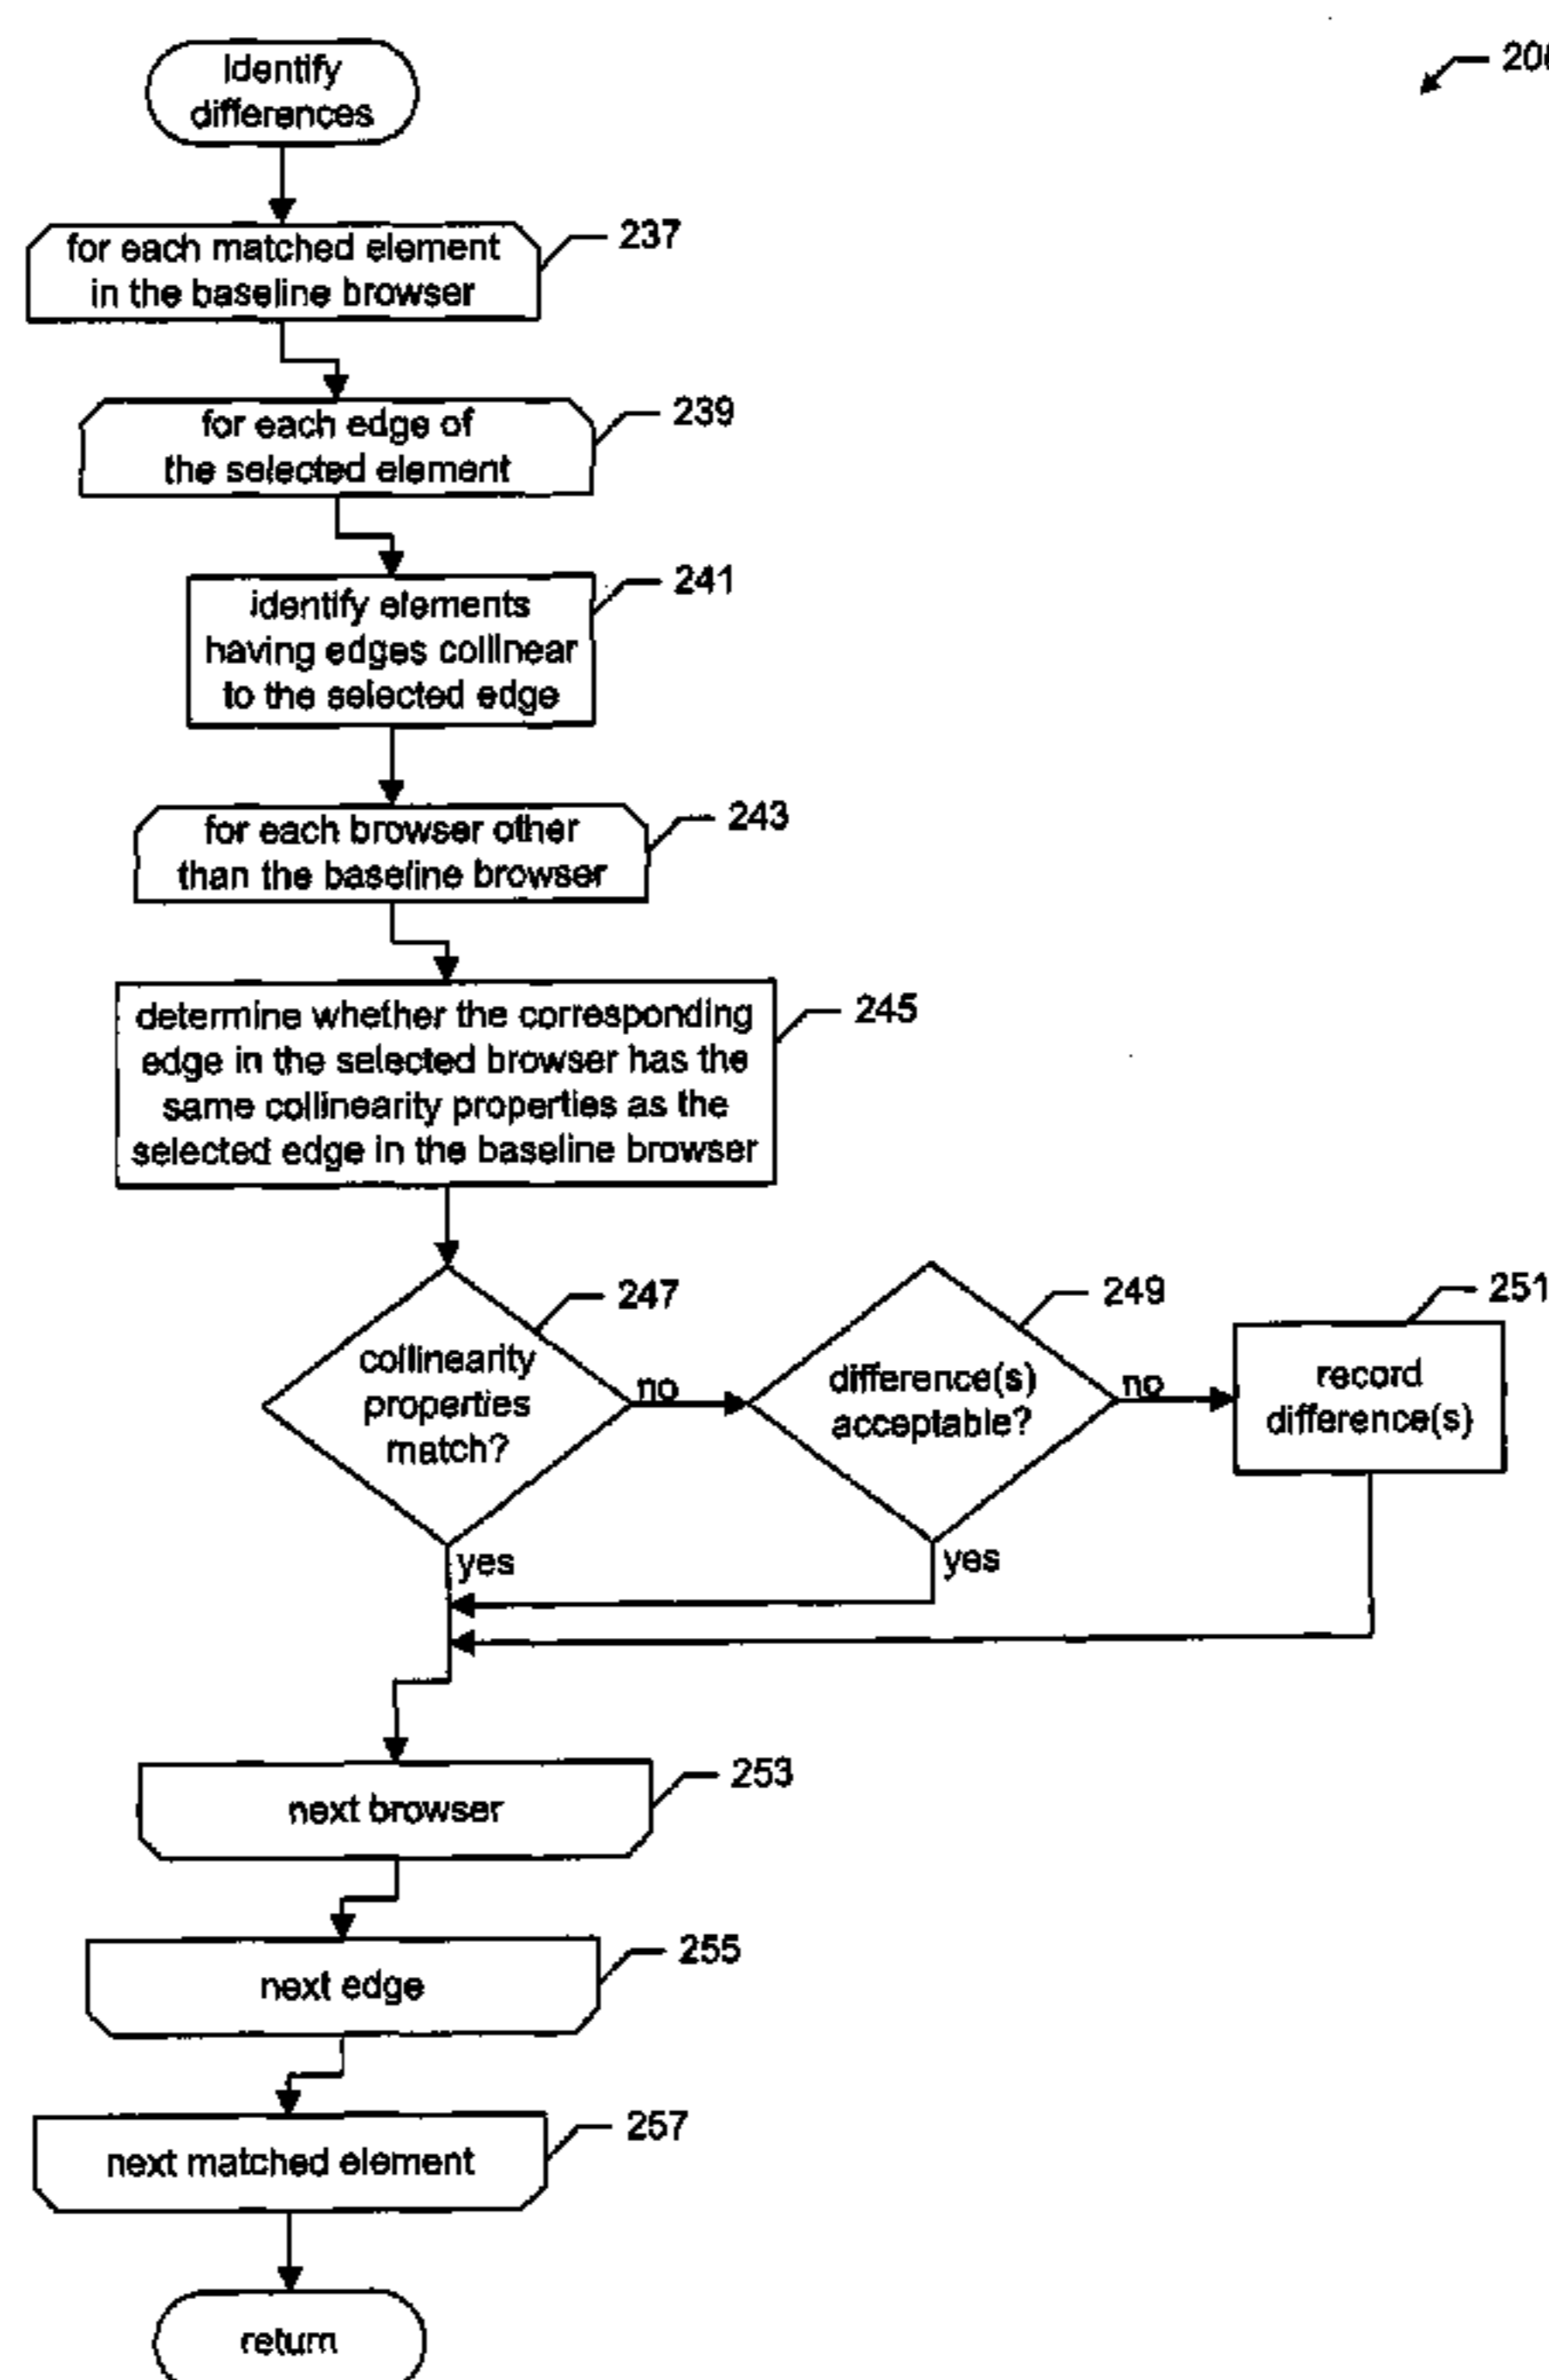 Identify
differences
for each matched element
in the baseline browser
237
for each edge of
the selected element
239
identify elements
having edges collinear
to the selected edge
241
for each browser other
than the baseline browser
243
determine whether the corresponding
edge in the selected browser has the
same collinearity properties as the
selected edge in the baseline browser
245
collinearity
properties
match?
247
no
yes
difference(s)
acceptable?
249
no
yes
record
difference(s)
251
next browser
253
next edge
255
next matched element
257
return